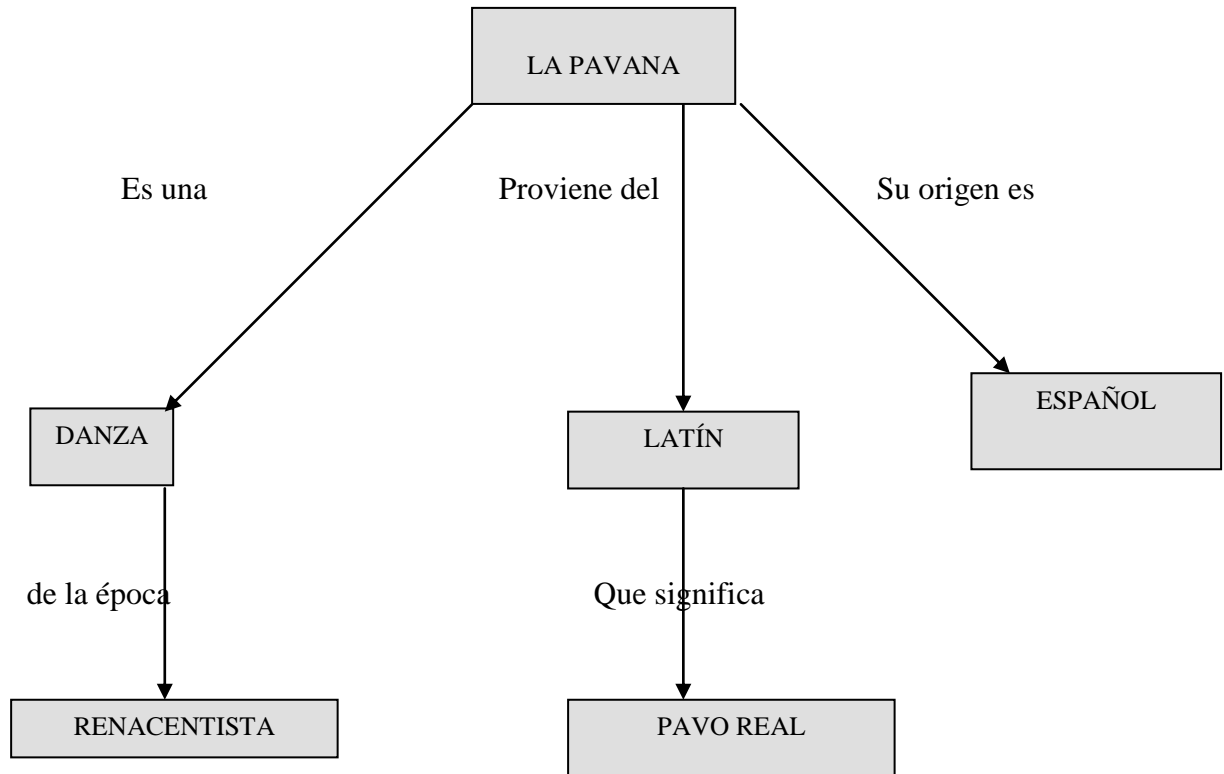 LA PAVANA
Es una
Proviene del
Su origen es
DANZA
LATÍN
ESPAÑOL
de la época
Que significa
RENACENTISTA
PAVO REAL